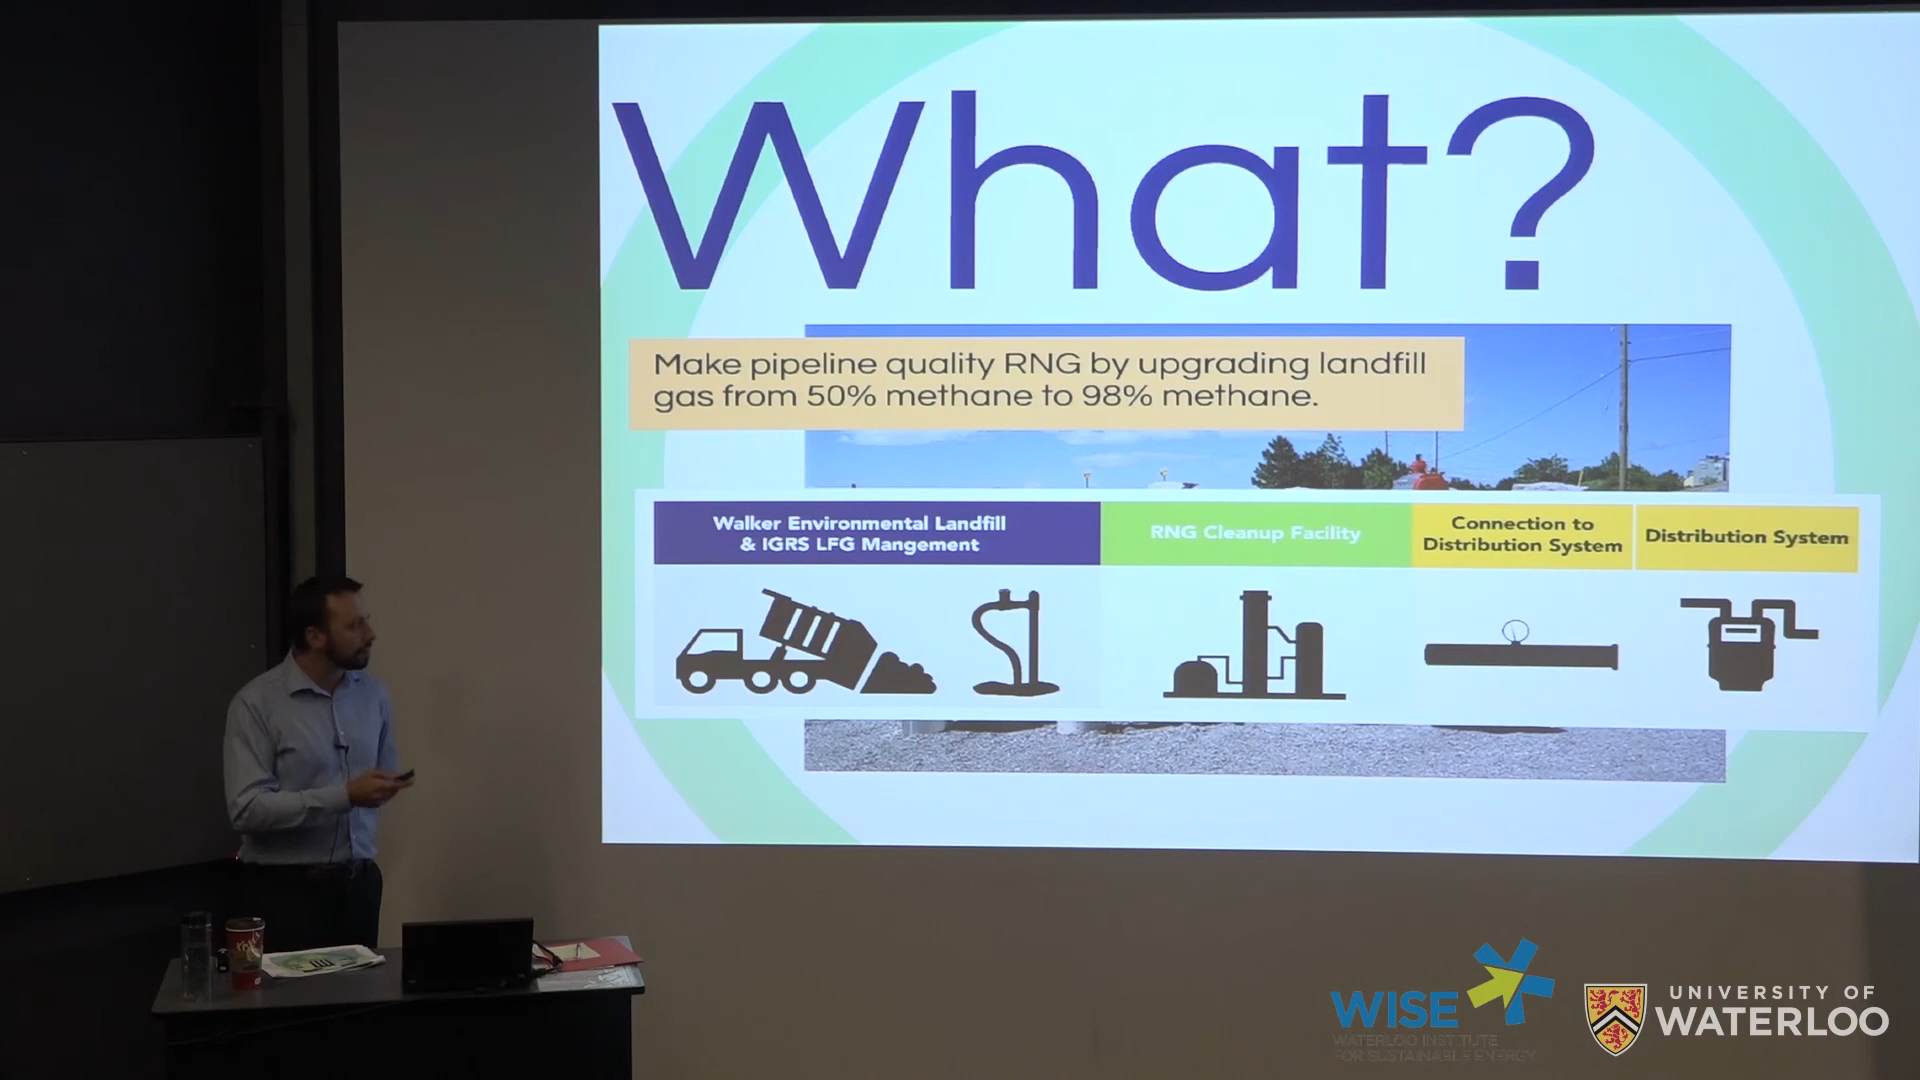 What?
Make pipeline quality RNG by upgrading landfill
gas from 50% methane to 98% methane.
Walker Environmental Landfill
& IGRS LFG Mangement
RNG Cleanup Facility
Connection to
Distribution System
Distribution System
WISE
WATERLOO INSTITUTE
FOR SUSTAINABLE ENERGY
UNIVERSITY OF
WATERLOO